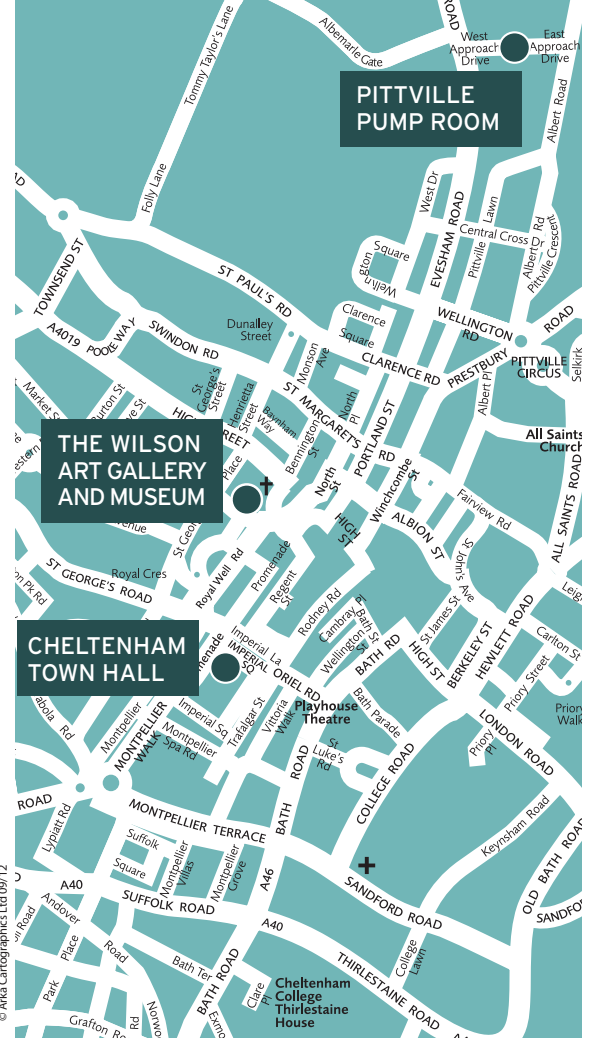 ROAD
Albemarle Gate
Tommy Taylor's Lane
West
Approach
Drive
East
Approach
Drive
PITTVILLE
PUMP ROOM
Albert Road
Folly Lane
West Dr
EVESHAM ROAD
Lawn
Pittville
Central Cross Dr
Albert Rd
Pittville Crescent
Square
Wellington
TOWNSEND ST
ST PAUL'S RD
A4019
POOLE WAY
SWINDON RD
Dunalley
Street
Clarence
Square
Monson
Ave
CLARENCE RD
WELLINGTON
RD
PRESTBURY
ROAD
PITTVILLE
CIRCUS
Selkirk
Albert Pl
Market St
Burton St
St
George's
Street
Henrietta
Street
Baynham
Way
ST MARGARETS RD
Bennington
St
North
Pl
PORTLAND ST
HIGH STREET
All Saints
Church
THE WILSON
ART GALLERY
AND MUSEUM
Place
North
St
HIGH
ST
Winchcombe
St
ALBION ST
Fairview Rd
ALL SAINTS ROAD
St John's Ave
ST GEORGE'S ROAD
Royal Cres
Royal Well Rd
Promenade
Regent
St
Rodney Rd
Cambray Pl
Bath St
Wellington
St
BATH RD
HIGH ST
St James St
BERKELEY ST
HEWLETT ROAD
Carlton St
Priory Street
Priory
Walk
CHELTENHAM
TOWN HALL
Imperial La
IMPERIAL
SQ
ORIEL RD
Playhouse
Theatre
Bath Parade
Imperial Sq
Trafalgar St
Vittoria
Walk
St
Luke's
Rd
Montpellier
MONTPELLIER
WALK
Montpellier
Spa Rd
COLLEGE ROAD
LONDON ROAD
Priory
Pl
ROAD
Lypiatt Rd
MONTPELLIER TERRACE
BATH ROAD
Keynsham Road
Suffolk
Square
Montpellier
Villas
Montpellier
Grove
A46
SANDFORD ROAD
OLD BATH ROAD
A40
SUFFOLK ROAD
A40
Andover
Road
Place
Park
Bath Ter
BATH ROAD
Clare
Pl
Cheltenham
College
Thirlestaine
House
College
Lawn
THIRLESTAINE ROAD
Rd
© Arka Cartographics Ltd 09/12